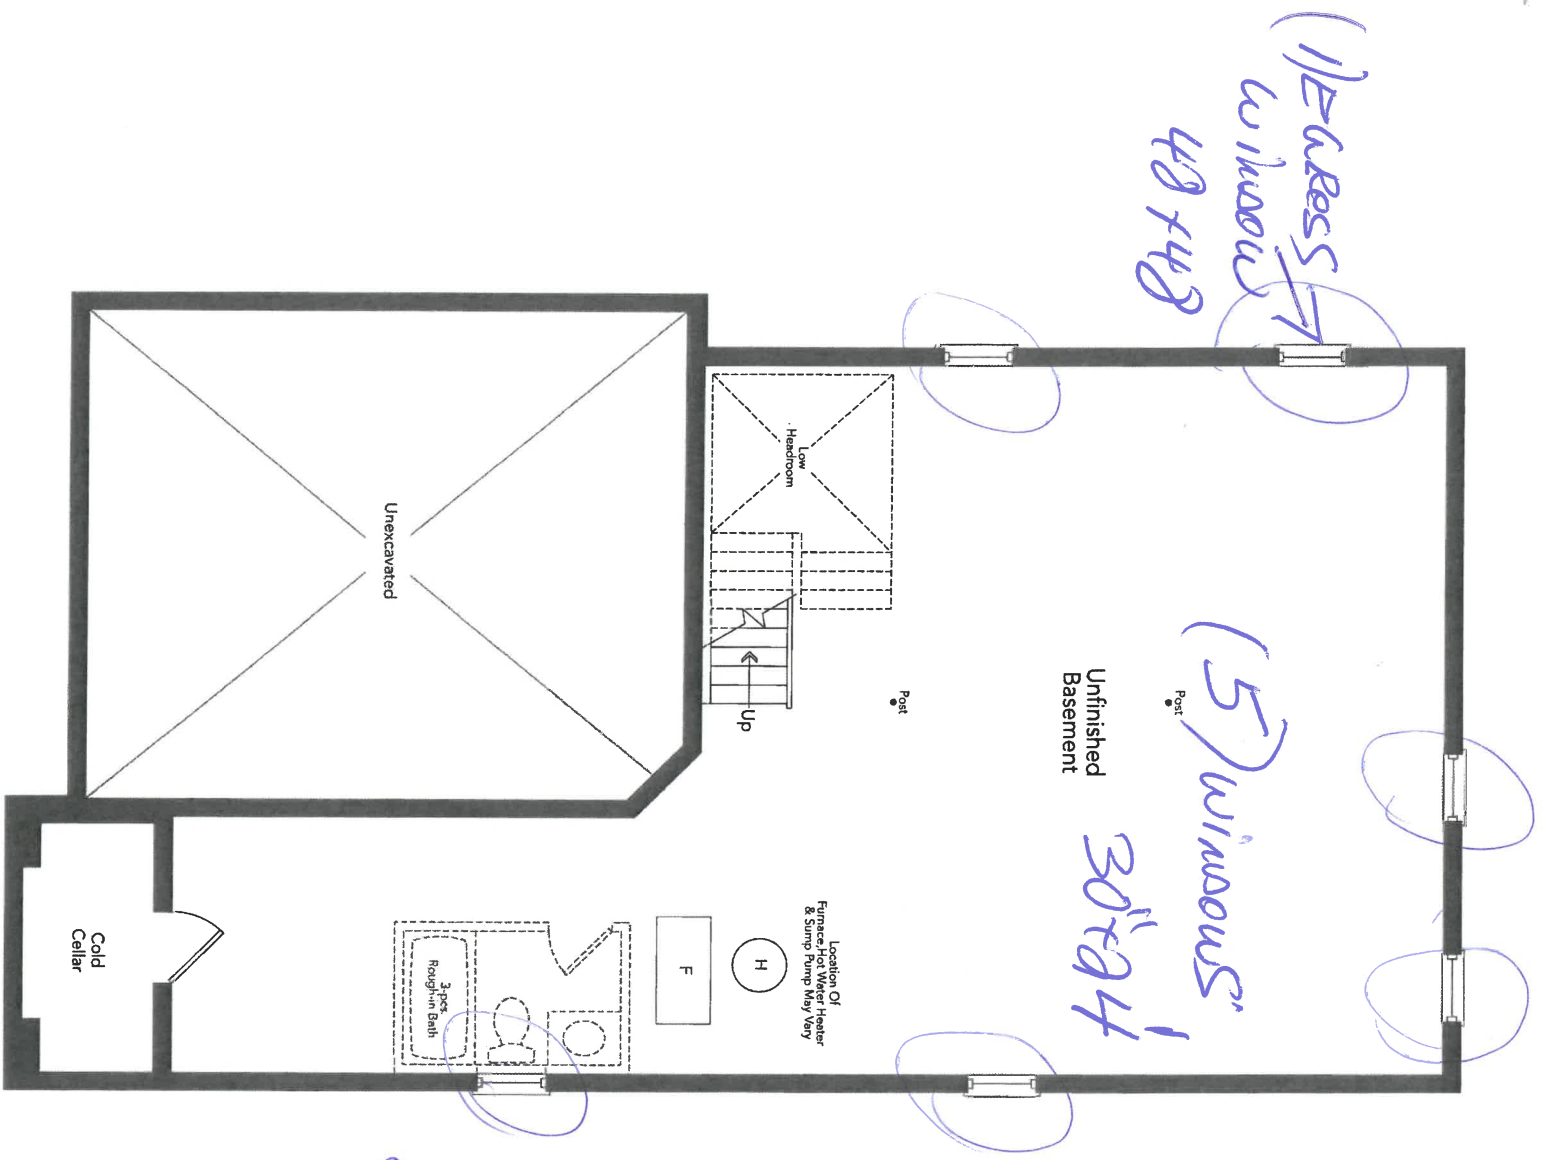 (1) EGRESS
WINDOW
48 x 48
(5) WINDOWS
30" x 24"
Low
Headroom
Unexcavated
Up
Post
Post
Unfinished
Basement
Location Of
Furnace, Hot Water Heater
& Sump Pump May Vary
H
F
3-pcs.
Rough-in Bath
Cold
Cellar